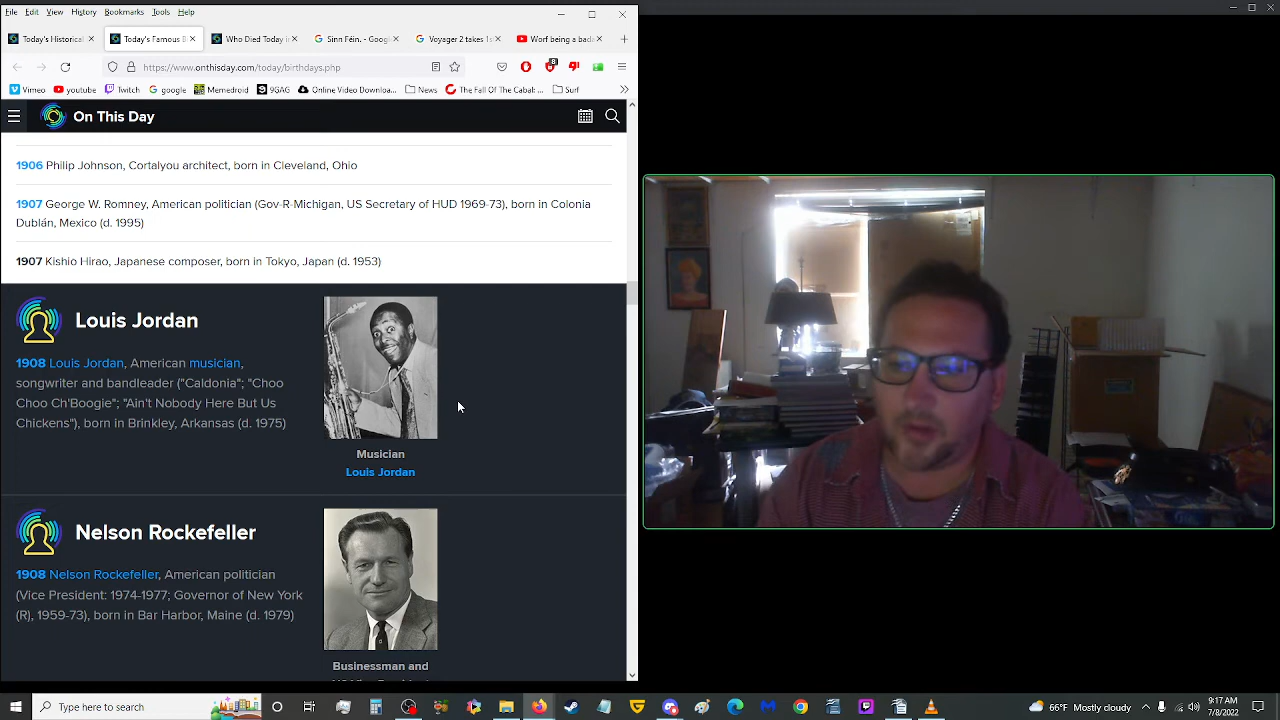 File Edit View History Bookmarks Tools Help
Today's Historical
Today's Famous
Who Died Today i
Sinn Féin. - Goog
Voyager 2 takes 1s
Worf being a bada
https://www.onthisday.com/today/birthdays.php
8
Vimeo youtube Twitch google Memedroid 9GAG Online Video Downloa... News The Fall Of The Cabal: ... Surf
On This Day
1906 Philip Johnson, Cortalyou architect, born in Cleveland, Ohio
1907 George W. Romney, American politician (Gov-R-Michigan, US Secretary of HUD 1969-73), born in Colonia
Dublán, Mexico (d. 1995)
1907 Kishio Hirao, Japanese composer, born in Tokyo, Japan (d. 1953)
Louis Jordan
1908 Louis Jordan, American musician,
songwriter and bandleader ("Caldonia"; "Choo
Choo Ch'Boogie"; "Ain't Nobody Here But Us
Chickens"), born in Brinkley, Arkansas (d. 1975)
Musician
Louis Jordan
Nelson Rockefeller
1908 Nelson Rockefeller, American politician
(Vice President: 1974-1977; Governor of New York
(R), 1959-73), born in Bar Harbor, Maine (d. 1979)
Businessman and
Type here to search
66°F Mostly cloudy
9:17 AM
7/8/2022